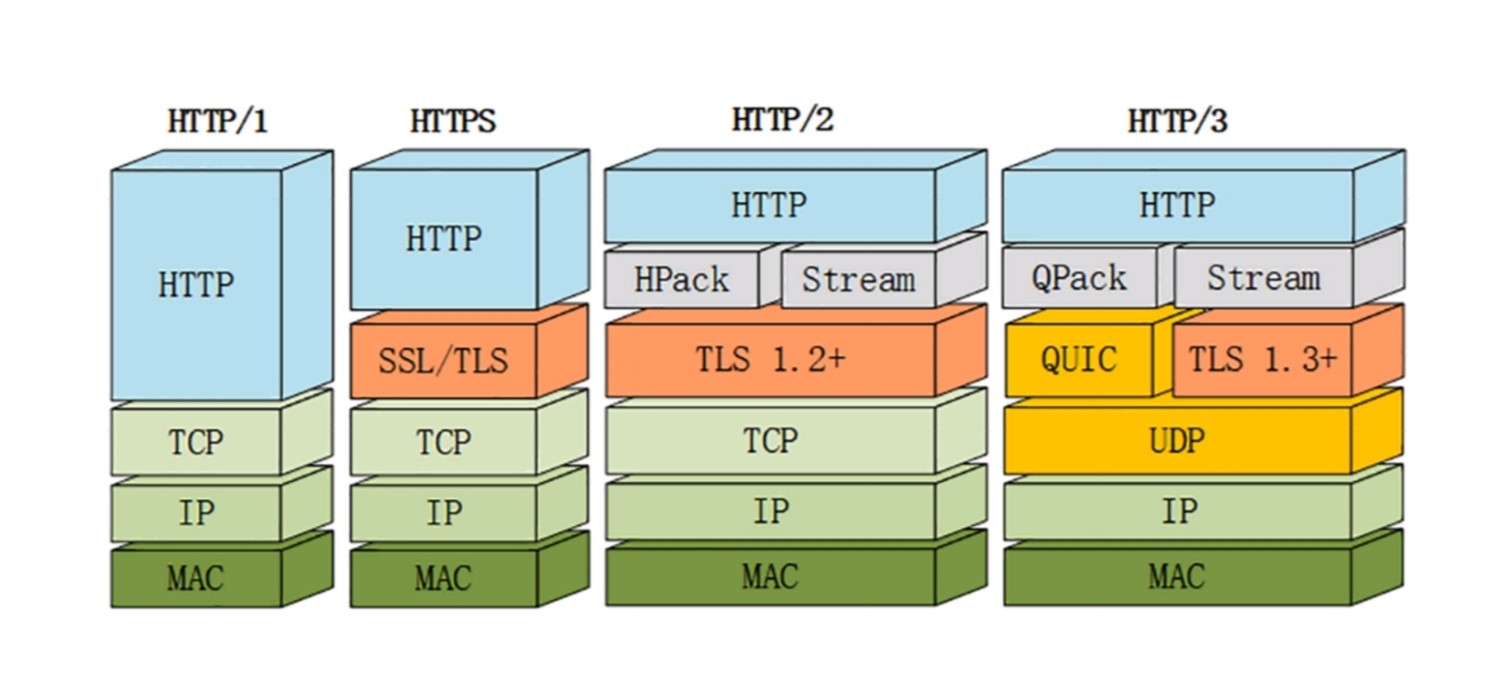 HTTP/1
HTTPS
HTTP/2
HTTP/3
HTTP
TCP
IP
MAC
HTTP
SSL/TLS
TCP
IP
MAC
HTTP
HPack
Stream
TLS 1.2+
TCP
IP
MAC
HTTP
QPack
Stream
QUIC
TLS 1.3+
UDP
IP
MAC